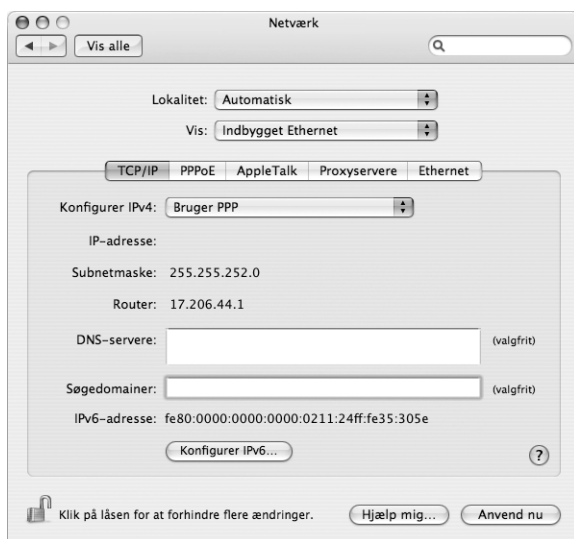 Netværk
Vis alle
Lokalitet: Automatisk
Vis: Indbygget Ethernet
TCP/IP PPPoE AppleTalk Proxyservere Ethernet
Konfigurer IPv4: Bruger PPP
IP-adresse:
Subnetmaske: 255.255.252.0
Router: 17.206.44.1
DNS-servere: (valgfrit)
Søgedomainer: (valgfrit)
IPv6-adresse: fe80:0000:0000:0000:0211:24ff:fe35:305e
Konfigurer IPv6... ?
Klik på låsen for at forhindre flere ændringer. Hjælp mig... Anvend nu